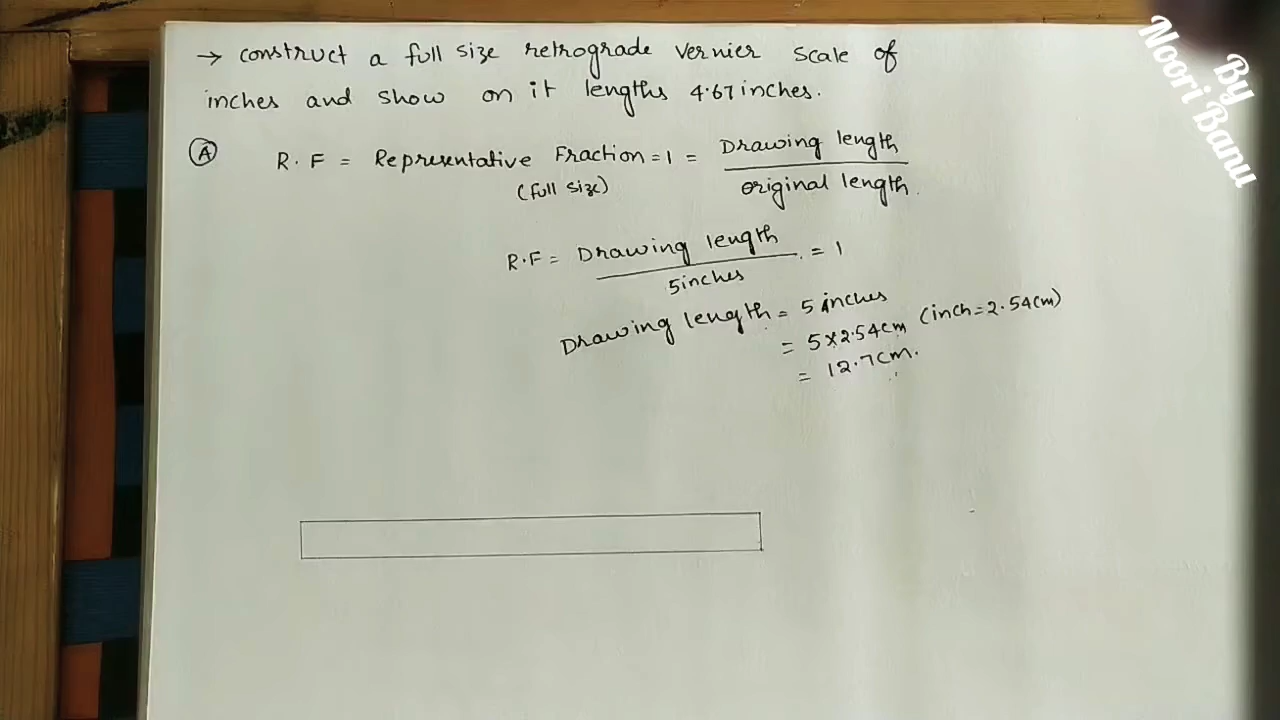 → construct a full size retrograde vernier scale of
inches and show on it lengths 4.67 inches.
A R.F = Representative Fraction = 1 = Drawing length
(full size) original length.
R.F = Drawing length = 1
5inches
Drawing length = 5 inches
= 5×2.54cm (inch=2.54cm)
= 12.7cm.
By
Noori Banu